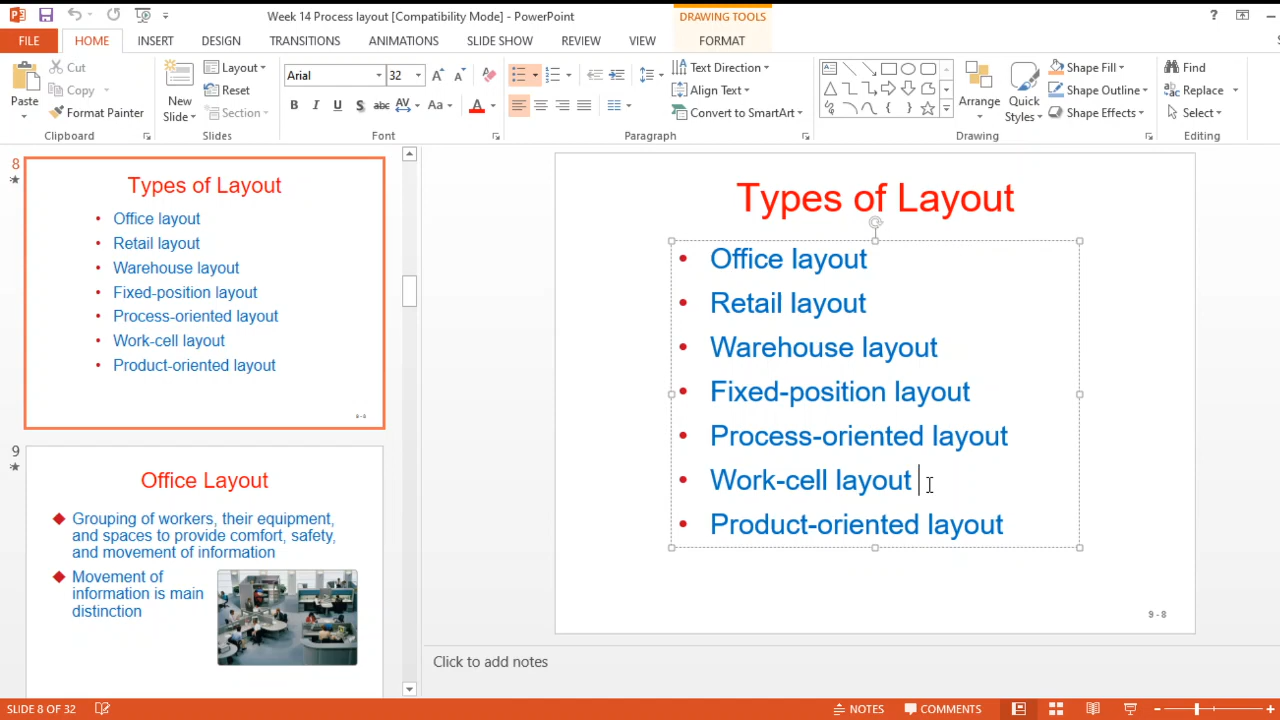 Week 14 Process layout [Compatibility Mode] - PowerPoint
DRAWING TOOLS
?
FILE
HOME
INSERT
DESIGN
TRANSITIONS
ANIMATIONS
SLIDE SHOW
REVIEW
VIEW
FORMAT
Paste
Cut
Copy
Format Painter
Clipboard
New
Slide
Layout
Reset
Section
Slides
Arial
32
B I U S abc AV Aa A
Font
Text Direction
Align Text
Convert to SmartArt
Paragraph
Arrange
Quick
Styles
Shape Fill
Shape Outline
Shape Effects
Drawing
Find
Replace
Select
Editing
8
Types of Layout
• Office layout
• Retail layout
• Warehouse layout
• Fixed-position layout
• Process-oriented layout
• Work-cell layout
• Product-oriented layout
9
Office Layout
Grouping of workers, their equipment,
and spaces to provide comfort, safety,
and movement of information
Movement of
information is main
distinction
Types of Layout
• Office layout
• Retail layout
• Warehouse layout
• Fixed-position layout
• Process-oriented layout
• Work-cell layout
• Product-oriented layout
9 - 8
Click to add notes
SLIDE 8 OF 32
NOTES
COMMENTS